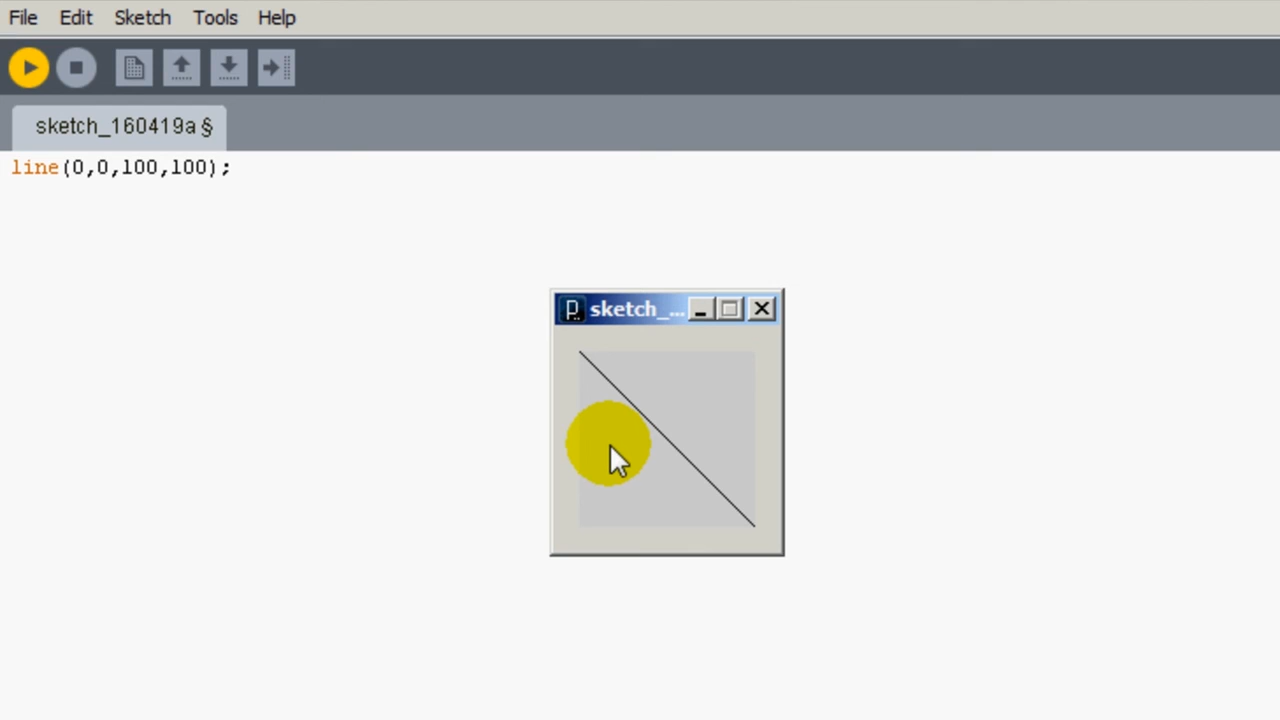 File Edit Sketch Tools Help
sketch_160419a §
line(0,0,100,100);
p sketch_...